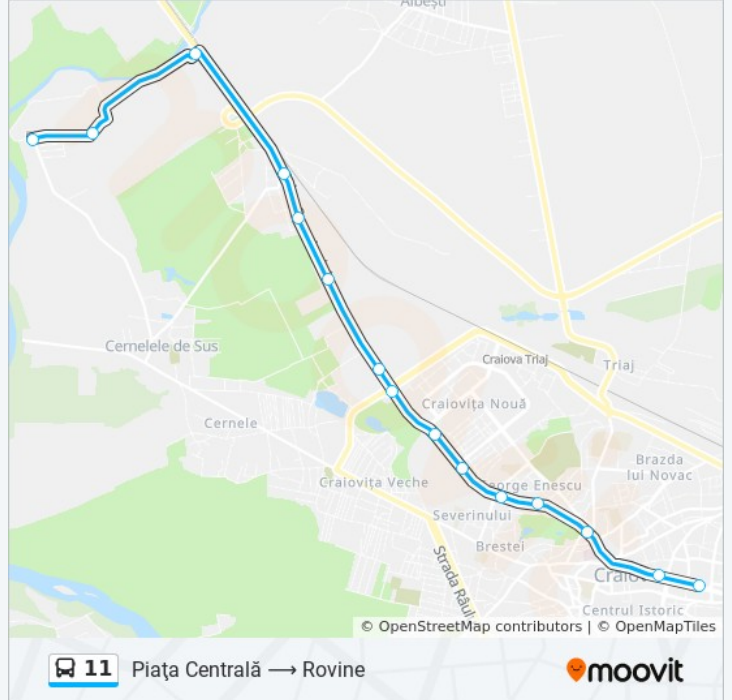 Albești
Cernelele de Sus
Craiova Triaj
Triaj
Craiovița Nouă
Cernele
Brazda
lui Novac
Craiovița Veche
George Enescu
Severinului
Brestei
Strada Râul
Centrul Istoric
© OpenStreetMap contributors | © OpenMapTiles
11 Piaţa Centrală → Rovine
moovit